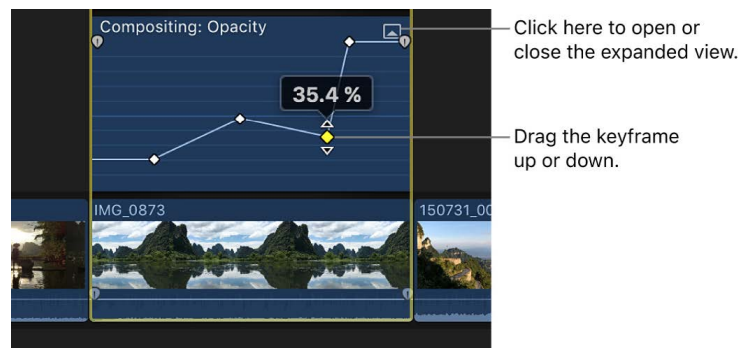 Compositing: Opacity
Click here to open or
close the expanded view.
35.4 %
Drag the keyframe
up or down.
IMG_0873
150731_00